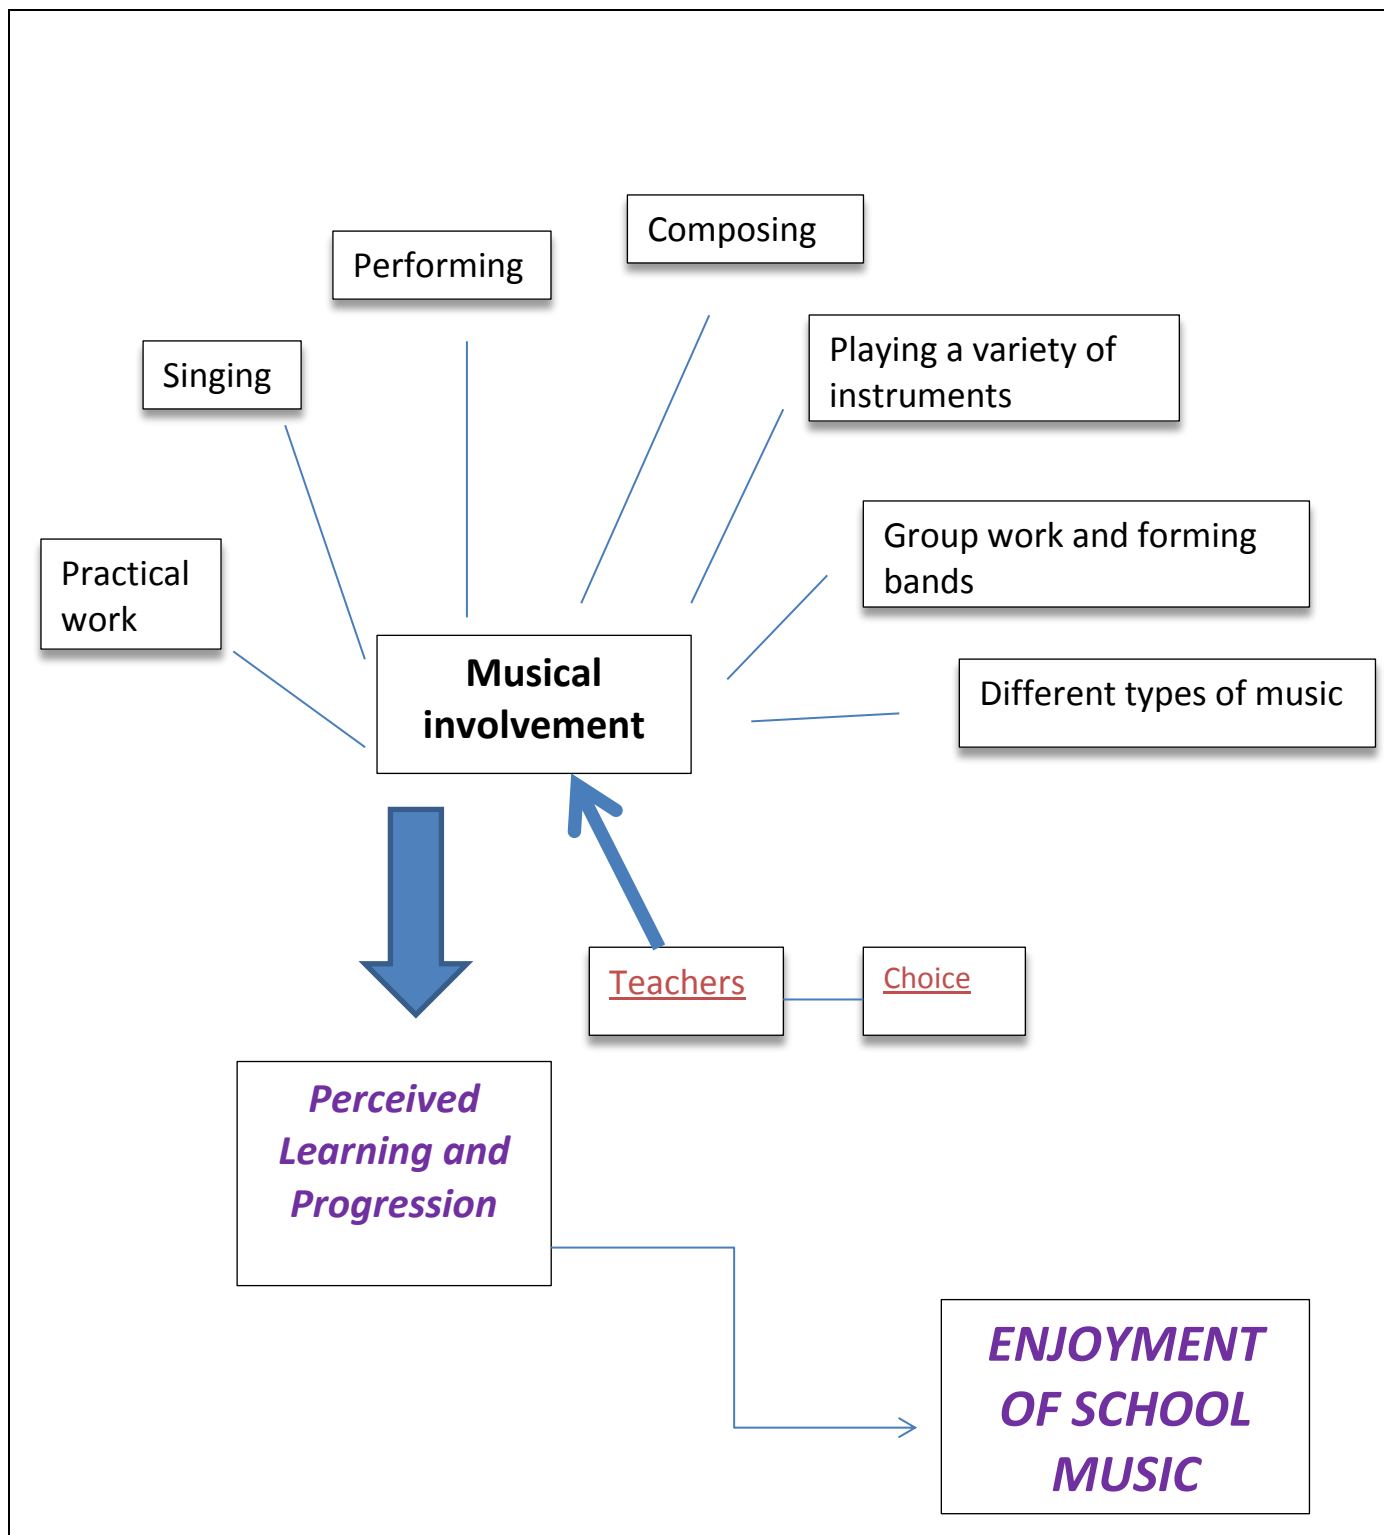 Composing
Performing
Playing a variety of
instruments
Singing
Group work and forming
bands
Practical
work
Musical
involvement
Different types of music
Teachers
Choice
Perceived
Learning and
Progression
ENJOYMENT
OF SCHOOL
MUSIC